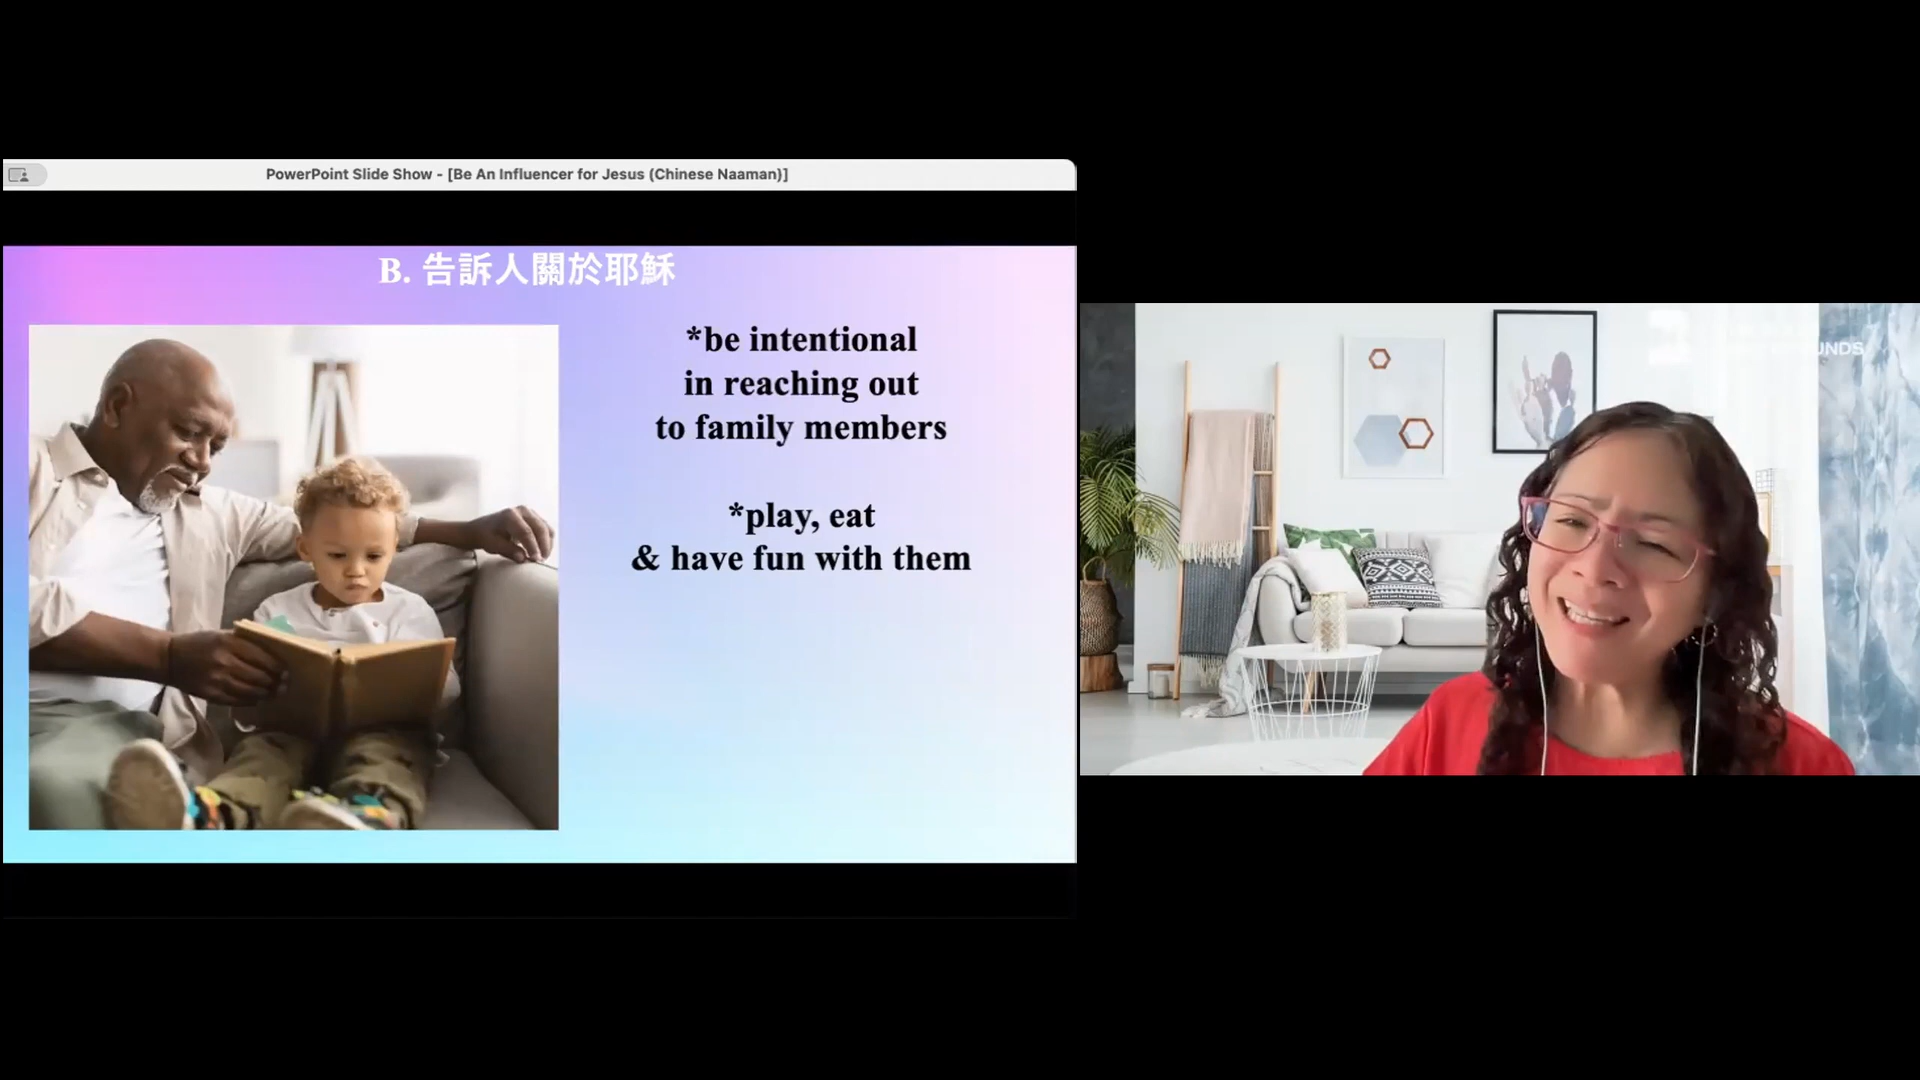 PowerPoint Slide Show - [Be An Influencer for Jesus (Chinese Naaman)]
B. 告訴人關於耶穌
*be intentional
in reaching out
to family members
*play, eat
& have fun with them